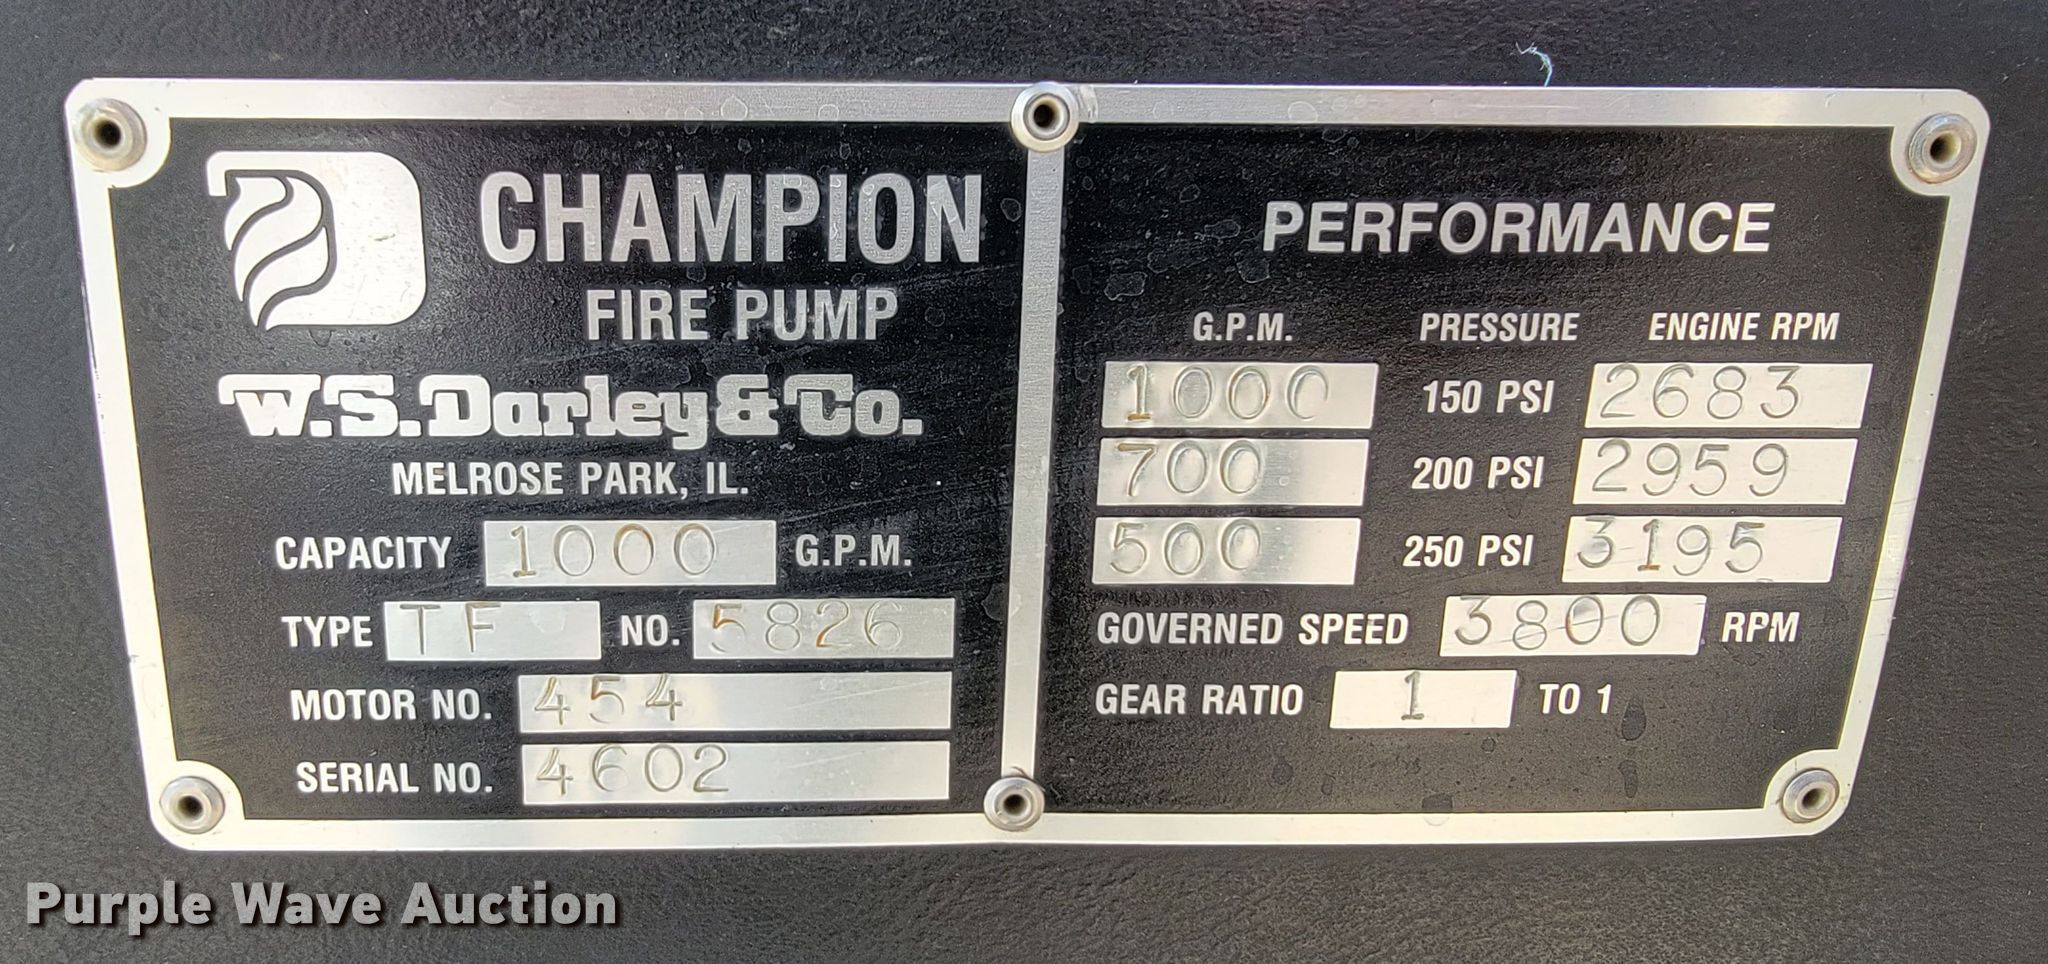 CHAMPION
FIRE PUMP
W.S. Darley & Co.
MELROSE PARK, IL.
CAPACITY 1000 G.P.M.
TYPE TF NO. 5826
MOTOR NO. 454
SERIAL NO. 4602
PERFORMANCE
G.P.M. PRESSURE ENGINE RPM
1000 150 PSI 2683
700 200 PSI 2959
500 250 PSI 3195
GOVERNED SPEED 3800 RPM
GEAR RATIO 1 TO 1
Purple Wave Auction